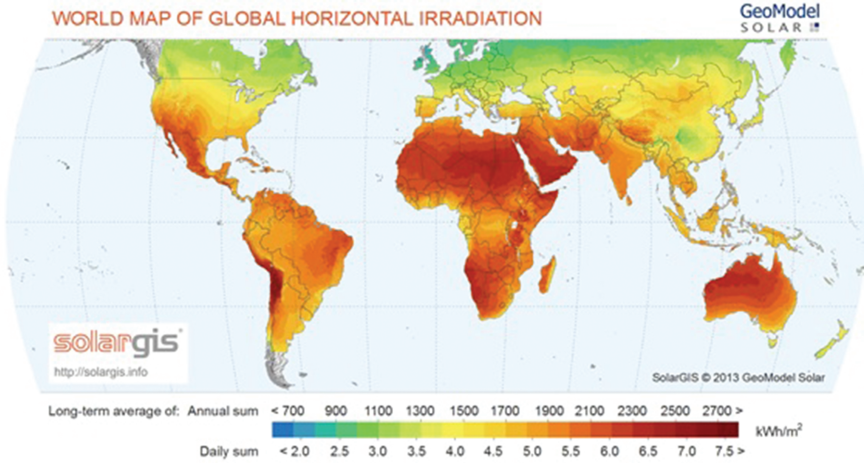 WORLD MAP OF GLOBAL HORIZONTAL IRRADIATION
GeoModel
SOLAR
solargis
http://solargis.info
SolarGIS © 2013 GeoModel Solar
Long-term average of: Annual sum < 700 900 1100 1300 1500 1700 1900 2100 2300 2500 2700 >
kWh/m²
Daily sum < 2.0 2.5 3.0 3.5 4.0 4.5 5.0 5.5 6.0 6.5 7.0 7.5 >